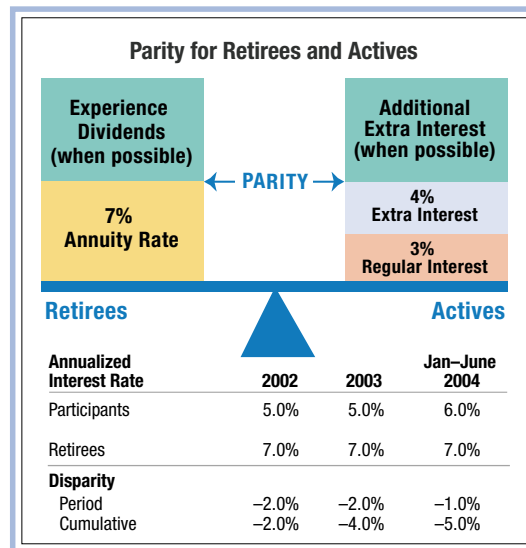 Parity for Retirees and Actives
Experience
Dividends
(when possible)
Additional
Extra Interest
(when possible)
PARITY
7%
Annuity Rate
4%
Extra Interest
3%
Regular Interest
Retirees
Actives
Annualized
Interest Rate 2002 2003 Jan–June
2004
Participants 5.0% 5.0% 6.0%
Retirees 7.0% 7.0% 7.0%
Disparity
Period –2.0% –2.0% –1.0%
Cumulative –2.0% –4.0% –5.0%